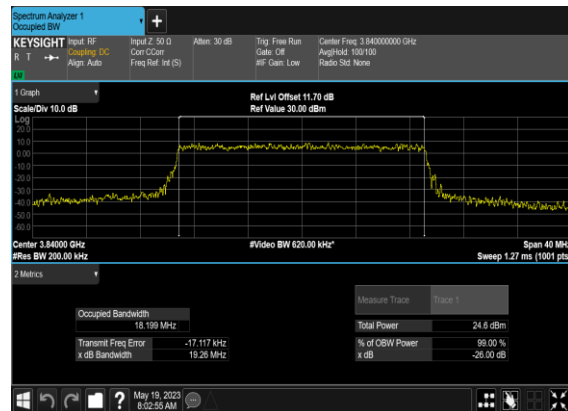 Spectrum Analyzer 1
Occupied BW
KEYSIGHT
R T
LW
Input: RF
Coupling: DC
Align: Auto
Input Z: 50 Ω
Corr CCorr
Freq Ref: Int (S)
Atten: 30 dB
Trig: Free Run
Gate: Off
#IF Gain: Low
Center Freq: 3.840000000 GHz
Avg|Hold: 100/100
Radio Std: None
1 Graph
Scale/Div 10.0 dB
Ref Lvl Offset 11.70 dB
Ref Value 30.00 dBm
Log
20.0
10.0
0.00
-10.0
-20.0
-30.0
-40.0
-50.0
-60.0
Center 3.84000 GHz
#Res BW 200.00 kHz
#Video BW 620.00 kHz*
Span 40 MHz
Sweep 1.27 ms (1001 pts
2 Metrics
Measure Trace
Trace 1
Occupied Bandwidth
18.199 MHz
Total Power
24.6 dBm
Transmit Freq Error
-17.117 kHz
% of OBW Power
99.00 %
x dB Bandwidth
19.26 MHz
x dB
-26.00 dB
?
May 19, 2023
8:02:55 AM